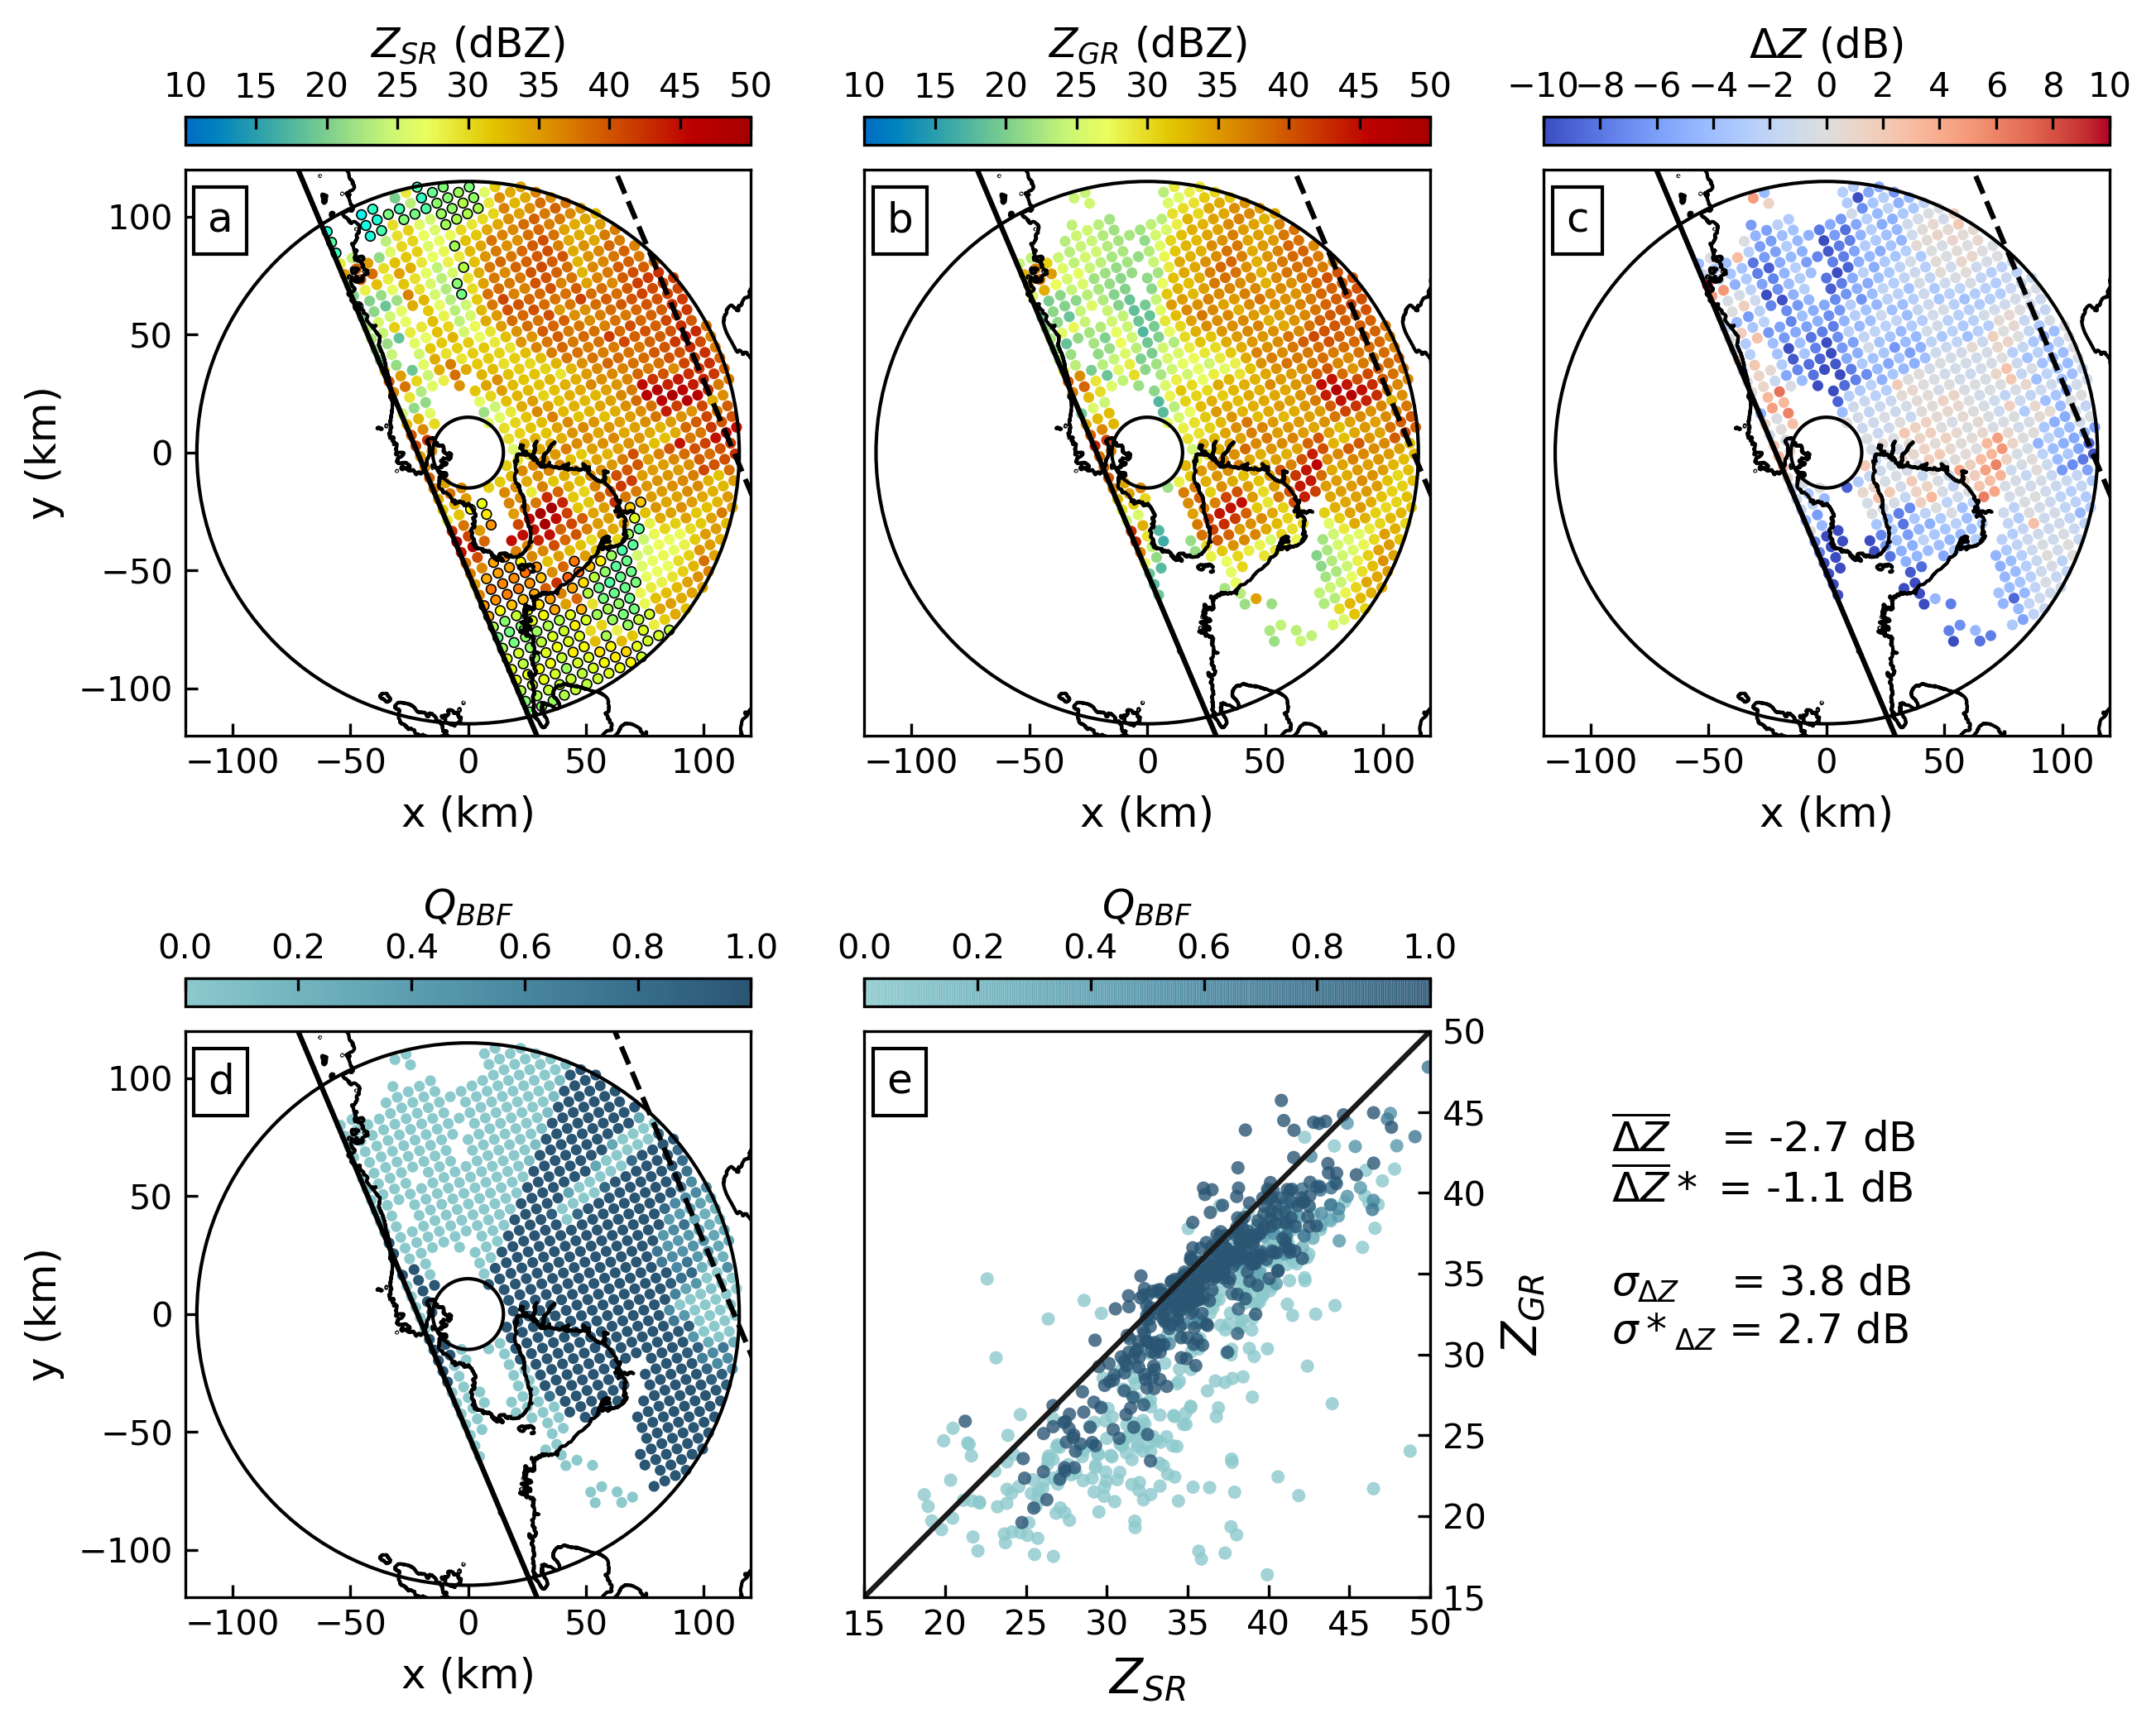 Z_SR (dBZ)
10 15 20 25 30 35 40 45 50
a
100
50
0
−50
−100
y (km)
−100 −50 0 50 100
x (km)
Z_GR (dBZ)
10 15 20 25 30 35 40 45 50
b
−100 −50 0 50 100
x (km)
ΔZ (dB)
−10 −8 −6 −4 −2 0 2 4 6 8 10
c
−100 −50 0 50 100
x (km)
Q_BBF
0.0 0.2 0.4 0.6 0.8 1.0
d
100
50
0
−50
−100
y (km)
−100 −50 0 50 100
x (km)
Q_BBF
0.0 0.2 0.4 0.6 0.8 1.0
e
50
45
40
35
30
25
20
15
Z_GR
15 20 25 30 35 40 45 50
Z_SR
\overline{ΔZ} = -2.7 dB
\overline{ΔZ}* = -1.1 dB
σ_ΔZ = 3.8 dB
σ*_ΔZ = 2.7 dB